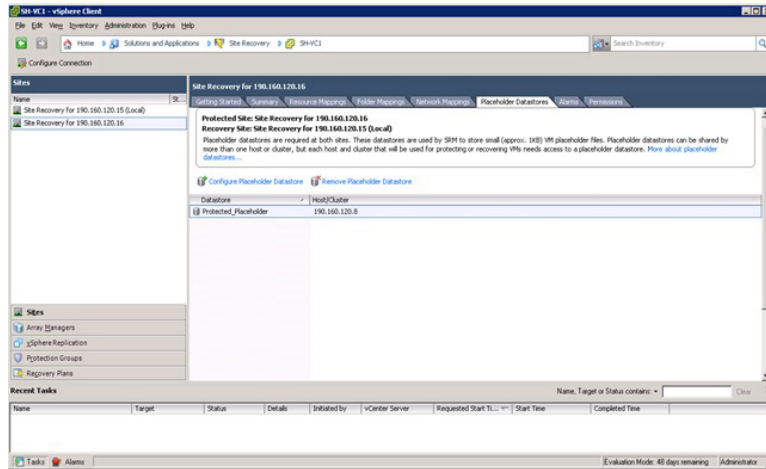 SH-VC1 - vSphere Client
File Edit View Inventory Administration Plug-ins Help
Home Solutions and Applications Site Recovery SH-VC1
Search Inventory
Configure Connection
Sites
Name St...
Site Recovery for 190.160.120.15 (Local)
Site Recovery for 190.160.120.16
Site Recovery for 190.160.120.16
Getting Started Summary Resource Mappings Folder Mappings Network Mappings Placeholder Datastores Alarms Permissions
Protected Site: Site Recovery for 190.160.120.16
Recovery Site: Site Recovery for 190.160.120.15 (Local)
Placeholder datastores are required at both sites. These datastores are used by SRM to store small (approx. 1KB) VM placeholder files. Placeholder datastores can be shared by
more than one host or cluster, but each host and cluster that will be used for protecting or recovering VMs needs access to a placeholder datastore. More about placeholder
datastores...
Configure Placeholder Datastore Remove Placeholder Datastore
Datastore Host/Cluster
Protected_Placeholder 190.160.120.8
Sites
Array Managers
vSphere Replication
Protection Groups
Recovery Plans
Recent Tasks
Name, Target or Status contains: Clear
Name Target Status Details Initiated by vCenter Server Requested Start Ti... Start Time Completed Time
Tasks Alarms
Evaluation Mode: 48 days remaining Administrator